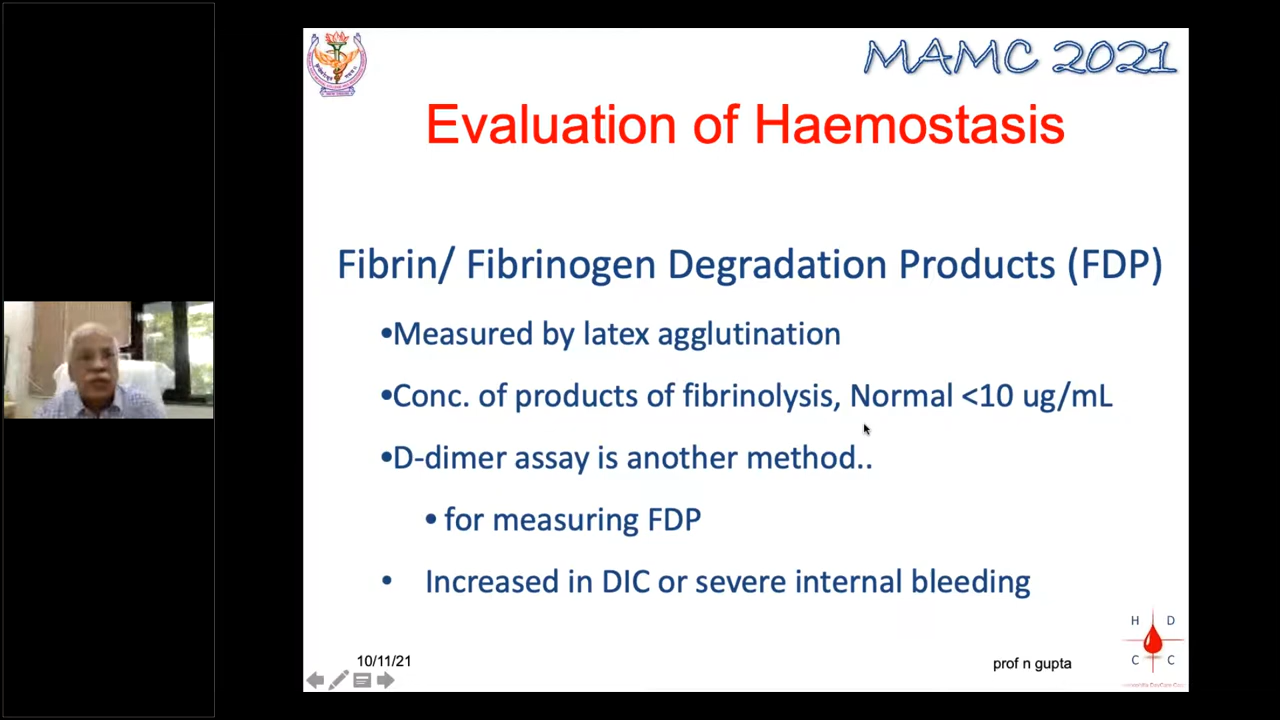 MAMC 2021
Evaluation of Haemostasis
Fibrin/ Fibrinogen Degradation Products (FDP)
•Measured by latex agglutination
•Conc. of products of fibrinolysis, Normal <10 ug/mL
•D-dimer assay is another method..
• for measuring FDP
• Increased in DIC or severe internal bleeding
H D
C C
10/11/21
prof n gupta